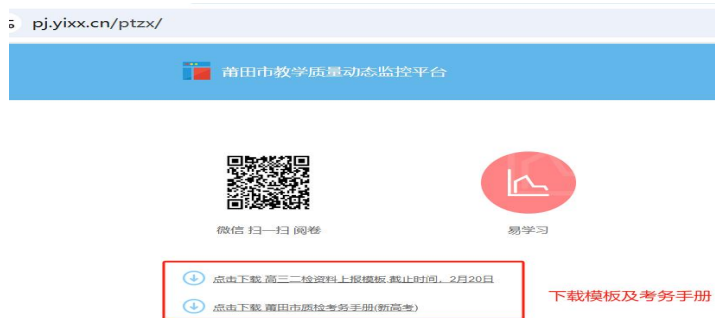 pj.yixx.cn/ptzx/
莆田市教学质量动态监控平台
微信 扫一扫 阅卷
易学习
点击下载 高三二检资料上报模板 截止时间，2月20日
点击下载 莆田市质检考务手册(新高考)
下载模板及考务手册